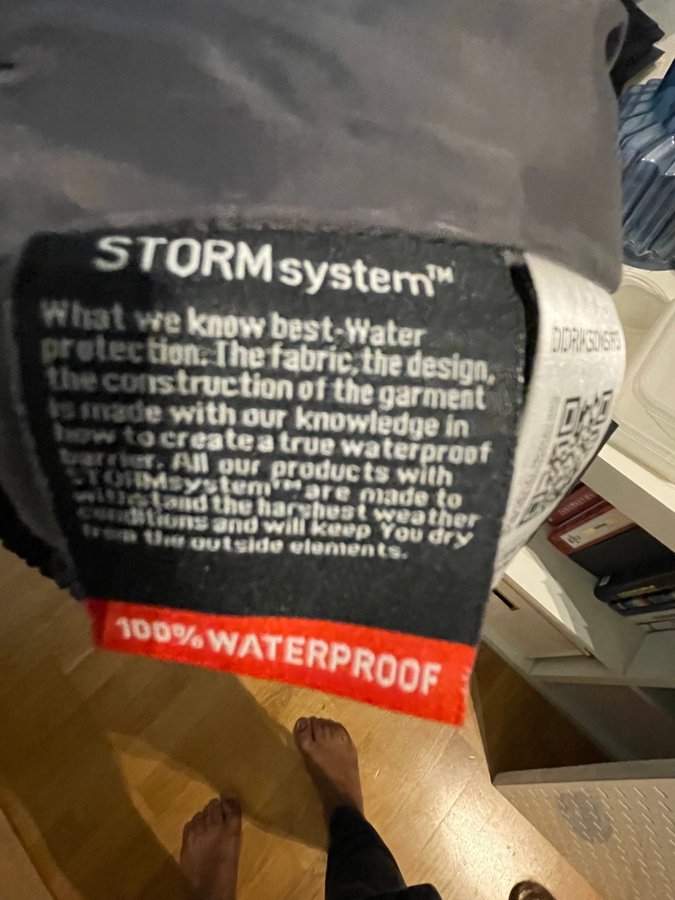 STORM system™
What we know best-Water
protection. The fabric, the design,
the construction of the garment
is made with our knowledge in
how to create a true waterproof
barrier. All our products with
STORMsystem™ are made to
withstand the harshest weather
conditions and will keep You dry
from the outside elements.
100% WATERPROOF
DIDRIKSONS1913